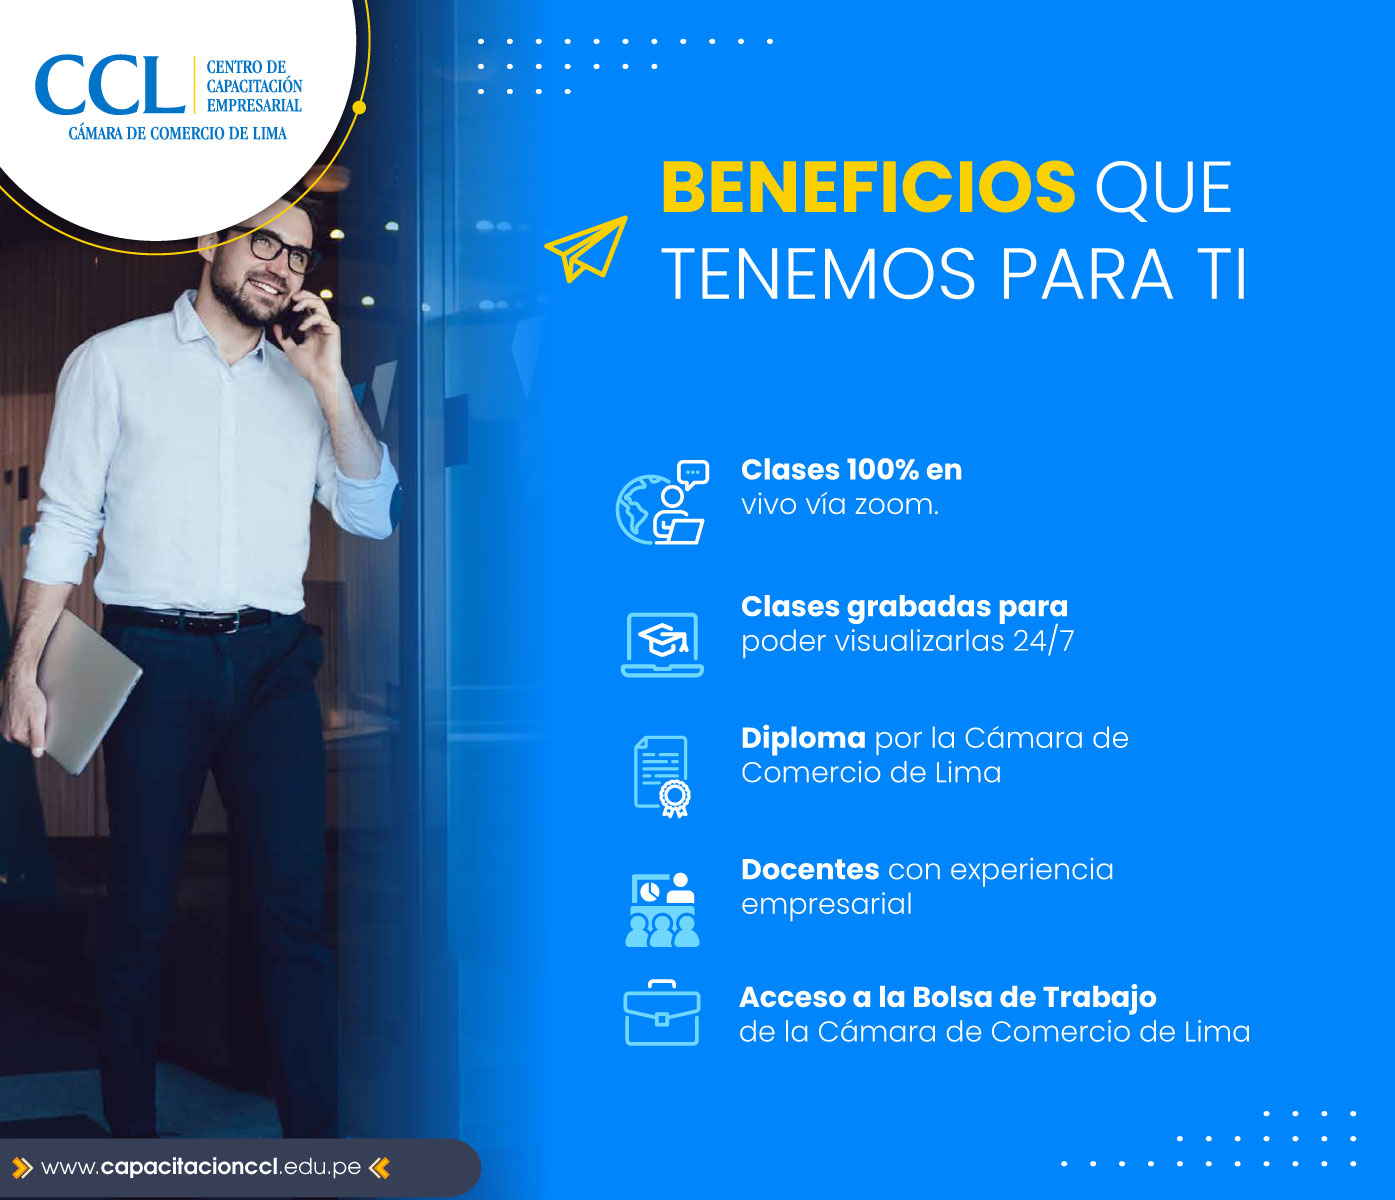 CCL
CENTRO DE
CAPACITACIÓN
EMPRESARIAL
CÁMARA DE COMERCIO DE LIMA
BENEFICIOS QUE
TENEMOS PARA TI
Clases 100% en
vivo vía zoom.
Clases grabadas para
poder visualizarlas 24/7
Diploma por la Cámara de
Comercio de Lima
Docentes con experiencia
empresarial
Acceso a la Bolsa de Trabajo
de la Cámara de Comercio de Lima
www.capacitacionccl.edu.pe